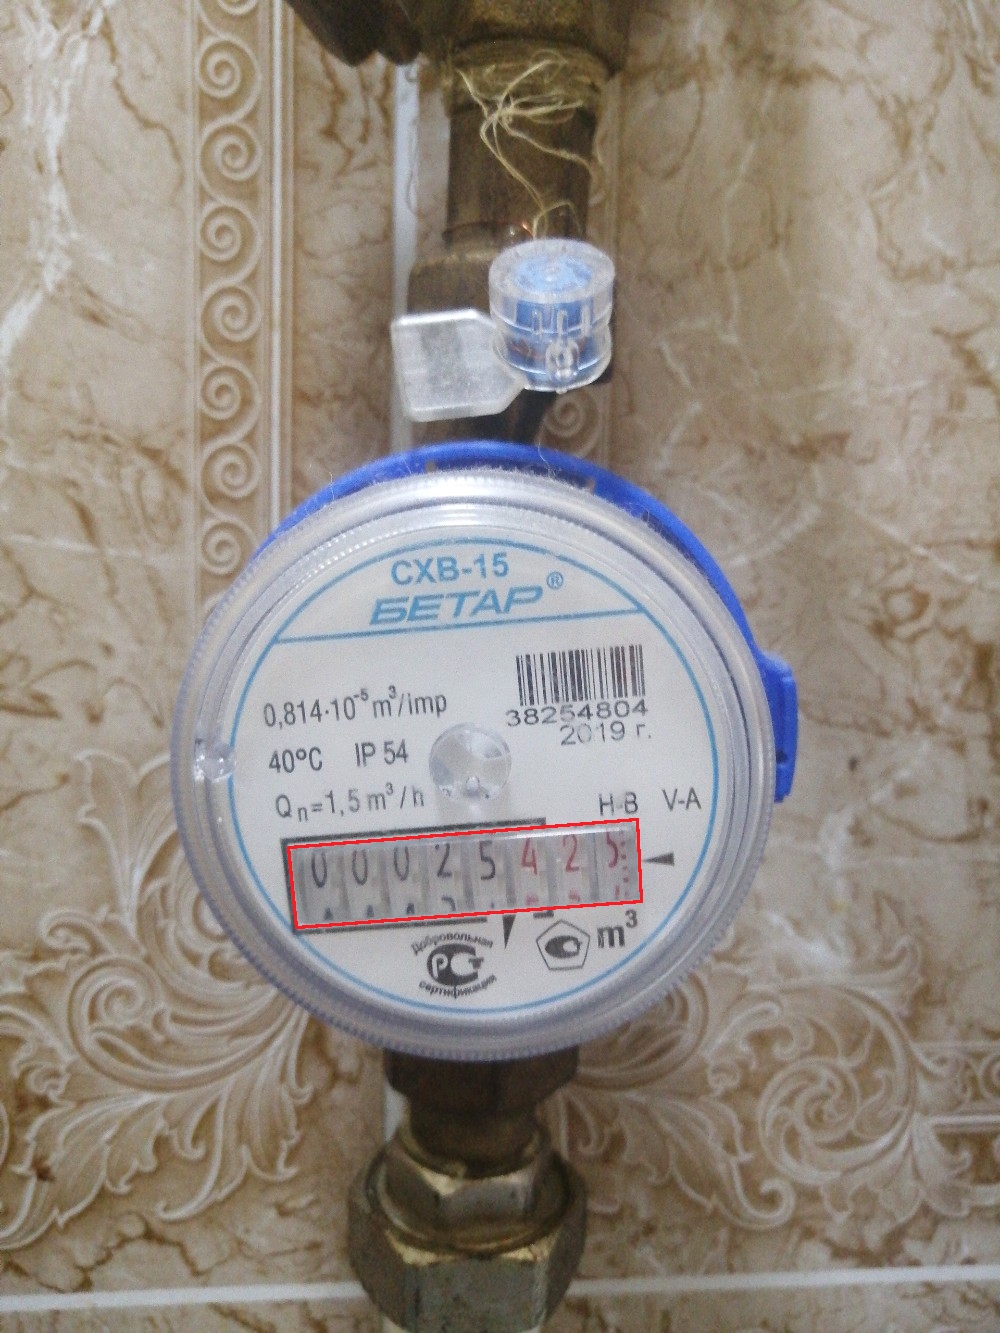 СХВ-15
БЕТАР®
0,814·10⁻⁵ m³/imp
38254804
2019 г.
40°C IP 54
Qn=1,5 m³/h
H-B V-A
00025425
m³
Добровольная
РСТ
сертификация